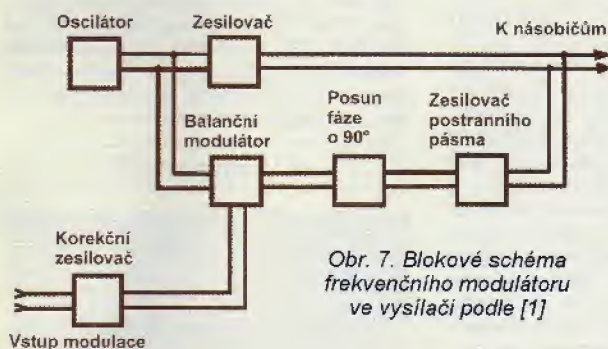 Oscilátor
Zesilovač
K násobičům
Balanční
modulátor
Posun
fáze
o 90°
Zesilovač
postranního
pásma
Korekční
zesilovač
Vstup modulace
Obr. 7. Blokové schéma
frekvenčního modulátoru
ve vysílači podle [1]